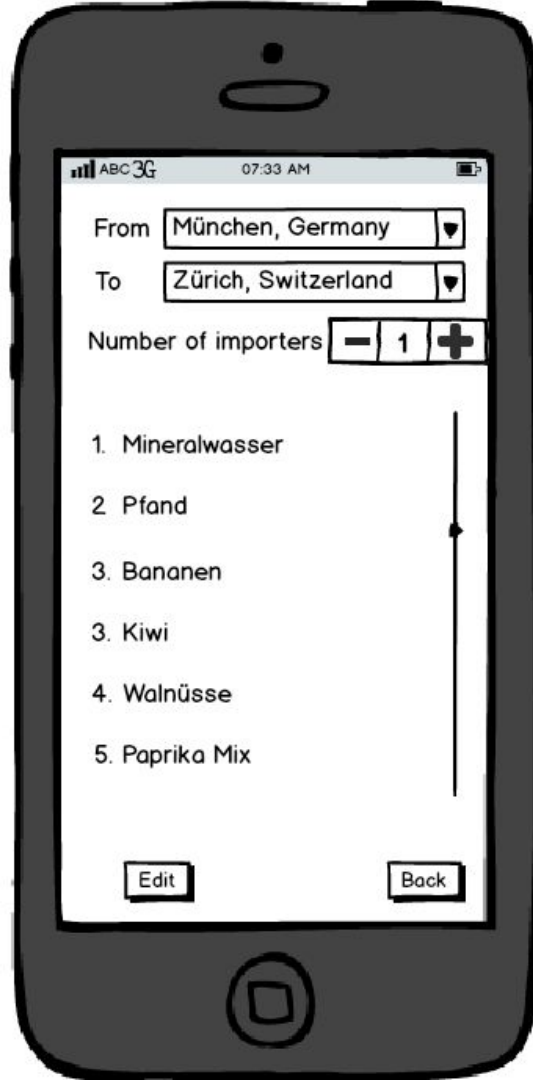 ABC 3G 07:33 AM
From München, Germany
To Zürich, Switzerland
Number of importers 1
1. Mineralwasser
2 Pfand
3. Bananen
3. Kiwi
4. Walnüsse
5. Paprika Mix
Edit Back